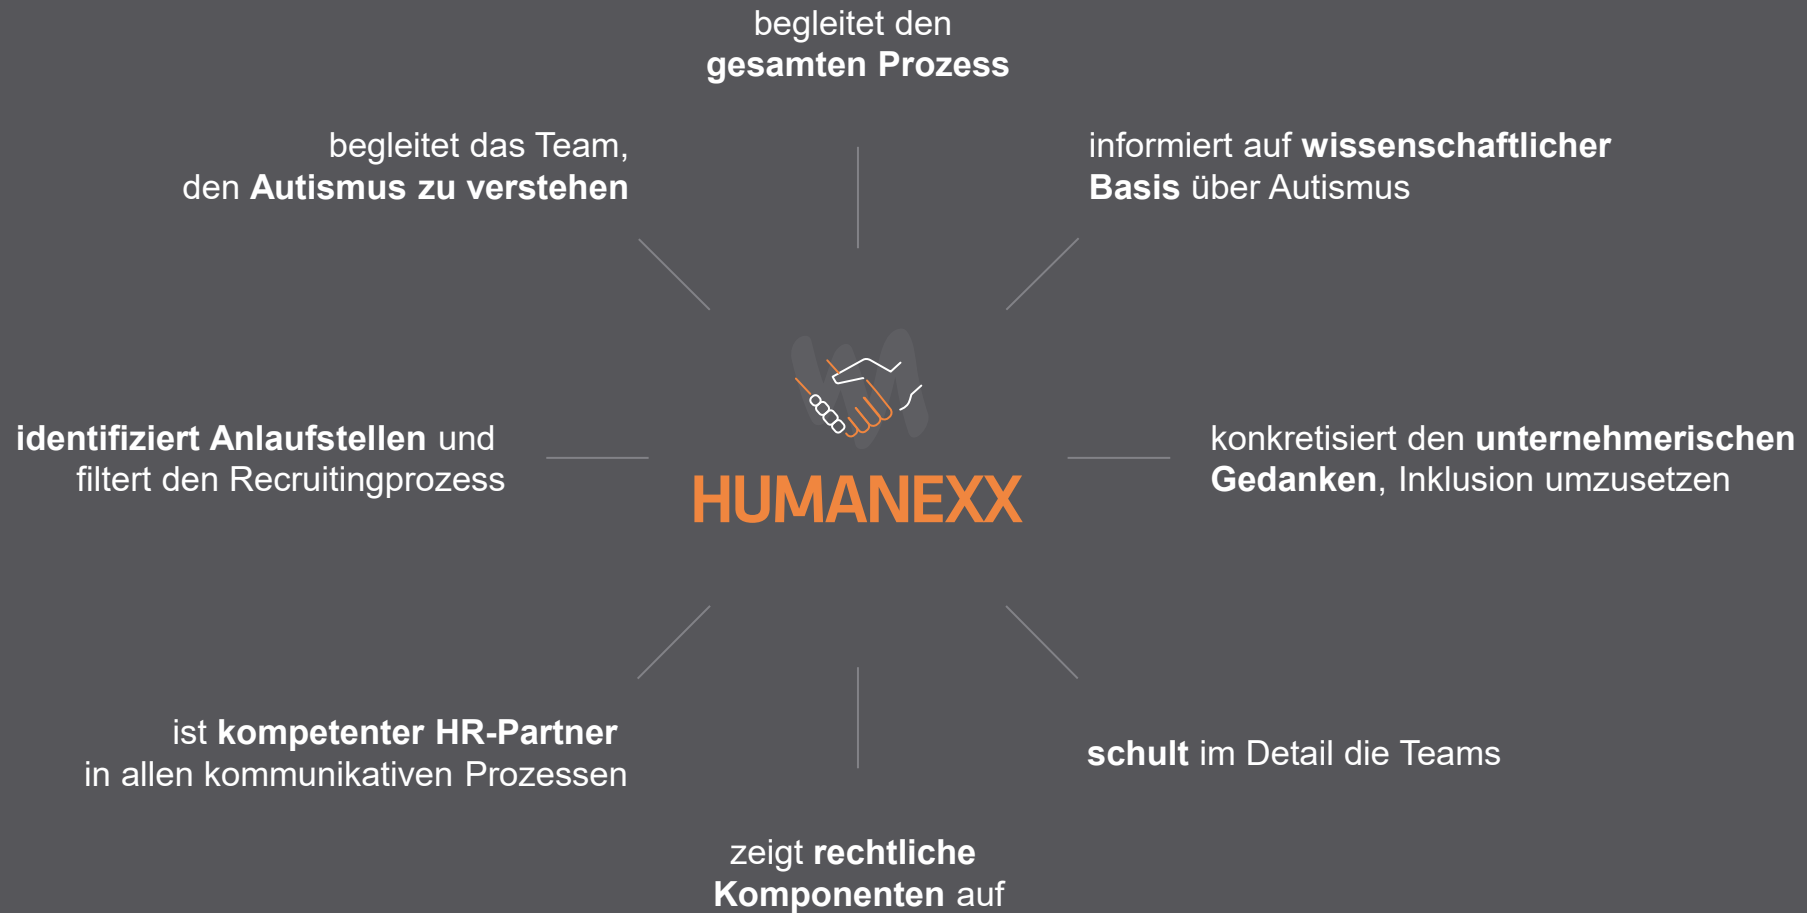 begleitet den
gesamten Prozess
begleitet das Team,
den Autismus zu verstehen
informiert auf wissenschaftlicher
Basis über Autismus
identifiziert Anlaufstellen und
filtert den Recruitingprozess
HUMANEXX
konkretisiert den unternehmerischen
Gedanken, Inklusion umzusetzen
ist kompetenter HR-Partner
in allen kommunikativen Prozessen
schult im Detail die Teams
zeigt rechtliche
Komponenten auf